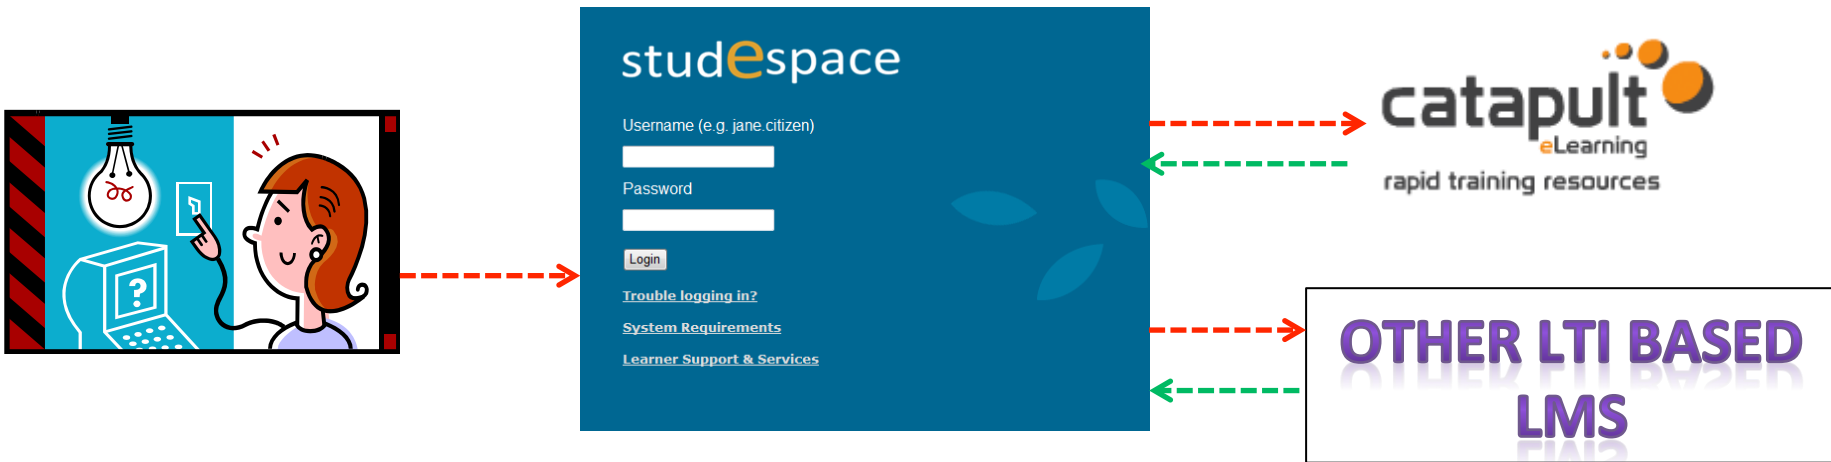 studespace
Username (e.g. jane.citizen)
Password
Login
Trouble logging in?
System Requirements
Learner Support & Services
?
catapult
eLearning
rapid training resources
OTHER LTI BASED
LMS